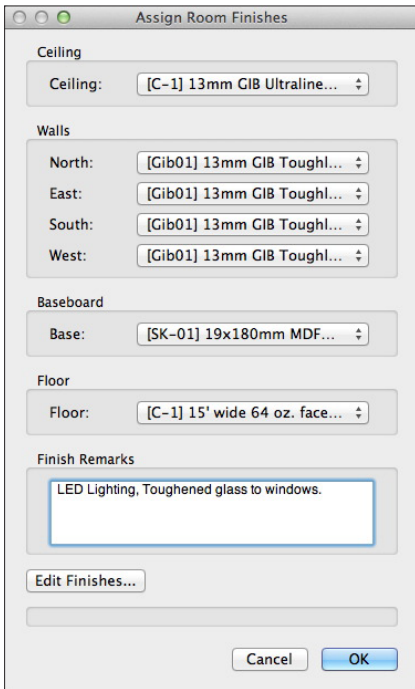 Assign Room Finishes
Ceiling
Ceiling: [C-1] 13mm GIB Ultraline...
Walls
North: [Gib01] 13mm GIB Toughl...
East: [Gib01] 13mm GIB Toughl...
South: [Gib01] 13mm GIB Toughl...
West: [Gib01] 13mm GIB Toughl...
Baseboard
Base: [SK-01] 19x180mm MDF...
Floor
Floor: [C-1] 15' wide 64 oz. face...
Finish Remarks
LED Lighting, Toughened glass to windows.
Edit Finishes...
Cancel OK